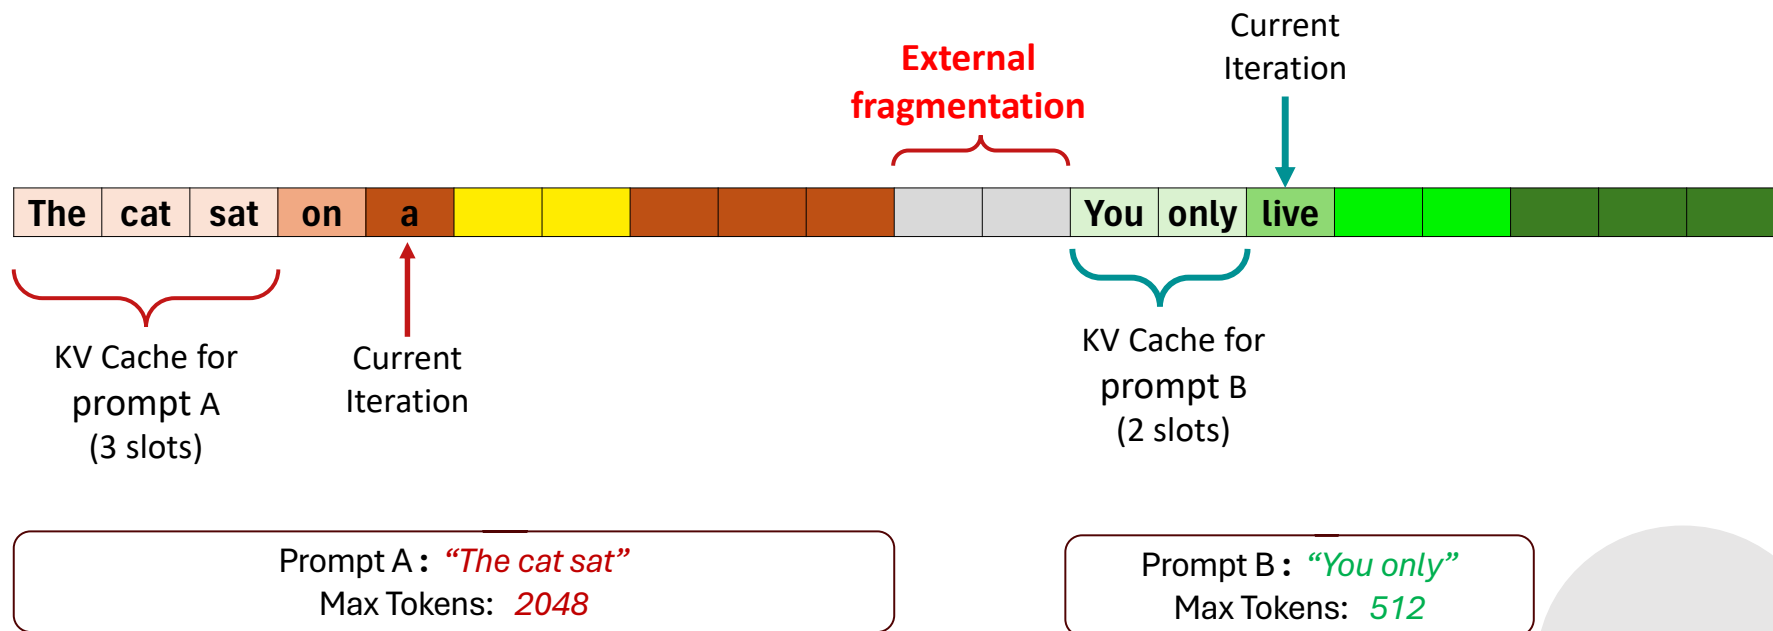 Current
Iteration
External
fragmentation
The cat sat on a You only live
KV Cache for
prompt A
(3 slots)
Current
Iteration
KV Cache for
prompt B
(2 slots)
Prompt A : “The cat sat”
Max Tokens: 2048
Prompt B : “You only”
Max Tokens: 512